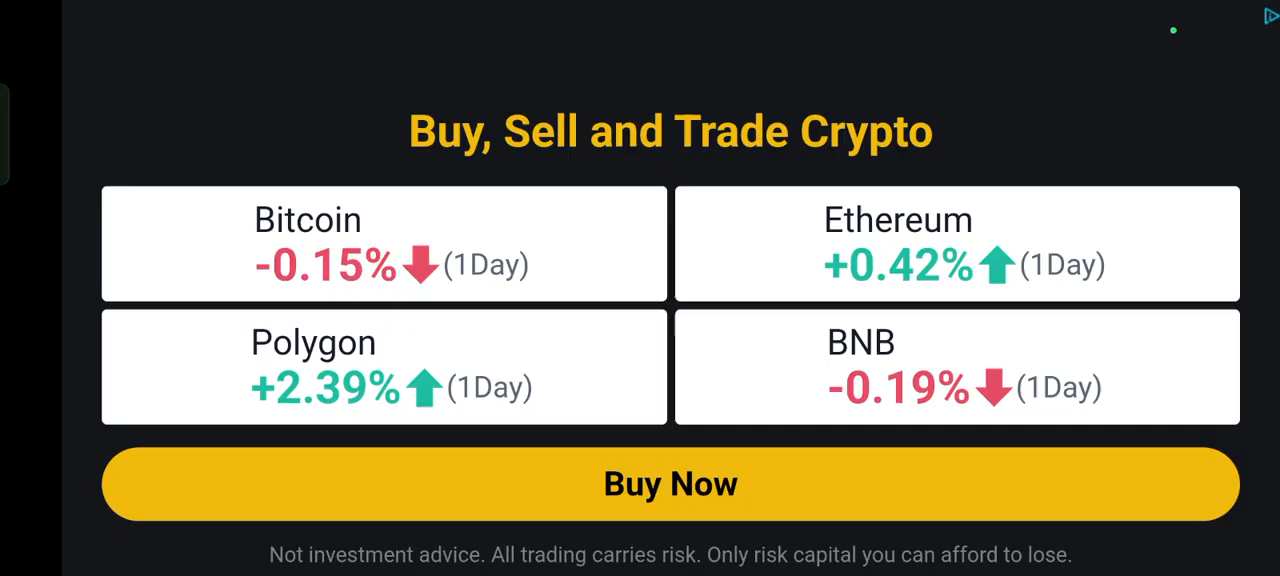 Buy, Sell and Trade Crypto
Bitcoin
-0.15% (1Day)
Ethereum
+0.42% (1Day)
Polygon
+2.39% (1Day)
BNB
-0.19% (1Day)
Buy Now
Not investment advice. All trading carries risk. Only risk capital you can afford to lose.